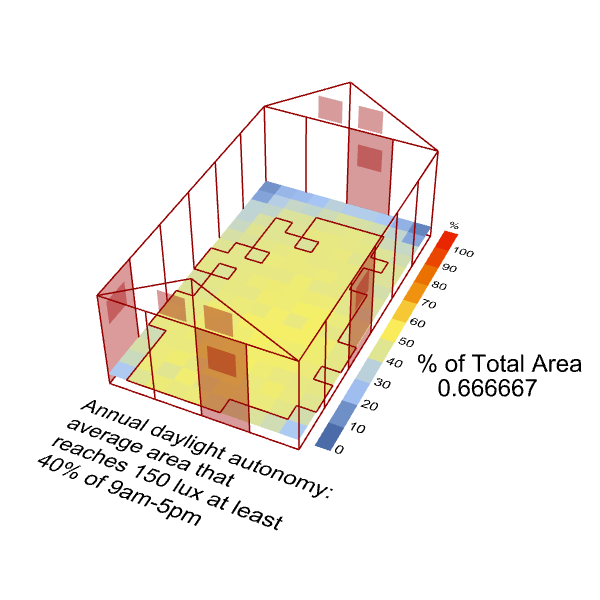 %
100
90
80
70
60
50
40
30
20
10
0
% of Total Area
0.666667
Annual daylight autonomy:
average area that
reaches 150 lux at least
40% of 9am-5pm